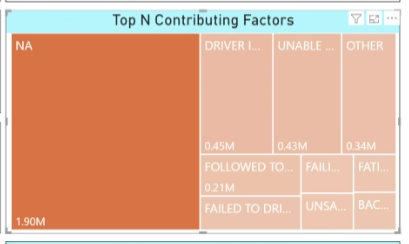 Top N Contributing Factors
NA
1.90M
DRIVER I...
0.45M
UNABLE ...
0.43M
OTHER
0.34M
FOLLOWED TO...
0.21M
FAILED TO DRI...
FAILI...
FATI...
UNSA...
BAC...